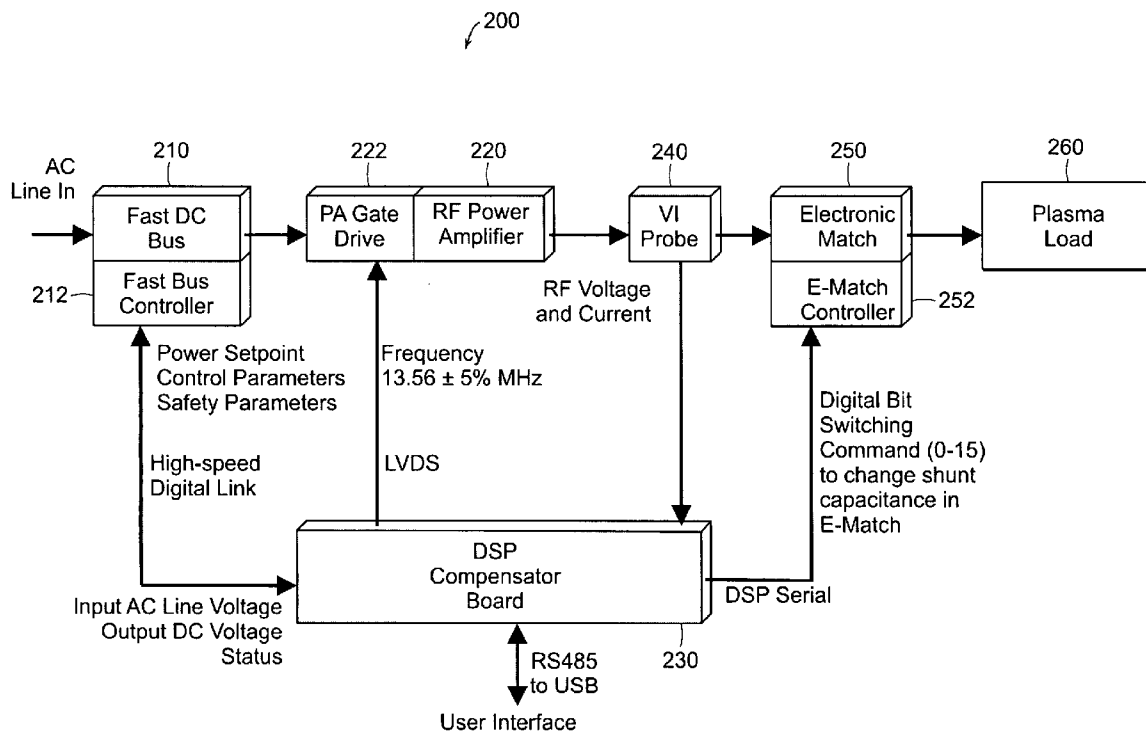 200
210
222
220
240
250
260
AC
Line In
Fast DC
Bus
PA Gate
Drive
RF Power
Amplifier
VI
Probe
Electronic
Match
Plasma
Load
212
Fast Bus
Controller
RF Voltage
and Current
E-Match
Controller
252
Power Setpoint
Control Parameters
Safety Parameters
Frequency
13.56 ± 5% MHz
Digital Bit
Switching
Command (0-15)
to change shunt
capacitance in
E-Match
High-speed
Digital Link
LVDS
DSP
Compensator
Board
DSP Serial
Input AC Line Voltage
Output DC Voltage
Status
230
RS485
to USB
User Interface